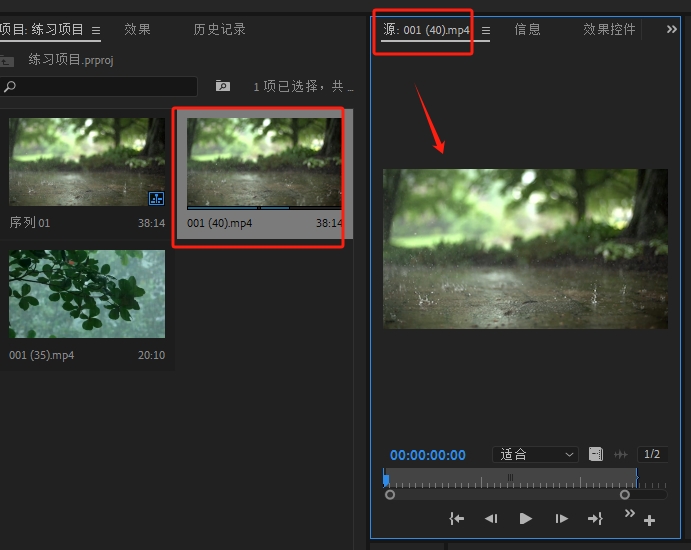 项目: 练习项目
效果
历史记录
练习项目.prproj
1 项已选择，共 ...
序列 01
38:14
001 (40).mp4
38:14
001 (35).mp4
20:10
源: 001 (40).mp4
信息
效果控件
00:00:00:00
适合
1/2